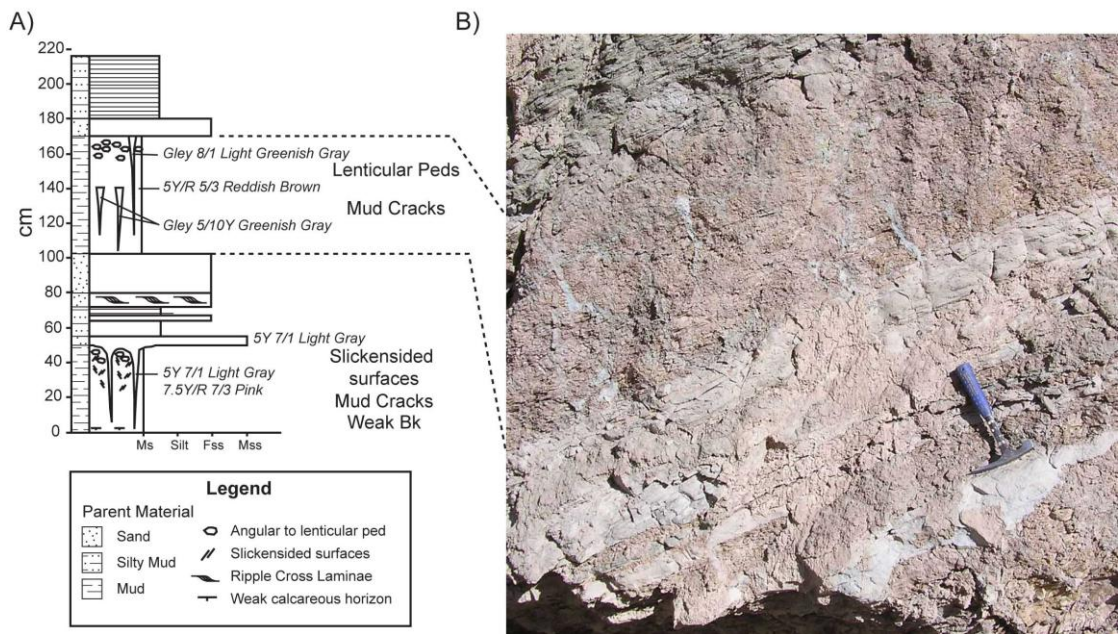 A)
B)
220
200
180
160
140
120
100
80
60
40
20
0
cm
Gley 8/1 Light Greenish Gray
Lenticular Peds
5Y/R 5/3 Reddish Brown
Mud Cracks
Gley 5/10Y Greenish Gray
5Y 7/1 Light Gray
Slickensided
surfaces
Mud Cracks
Weak Bk
5Y 7/1 Light Gray
7.5Y/R 7/3 Pink
Ms Silt Fss Mss
Legend
Parent Material
Sand
Silty Mud
Mud
Angular to lenticular ped
Slickensided surfaces
Ripple Cross Laminae
Weak calcareous horizon